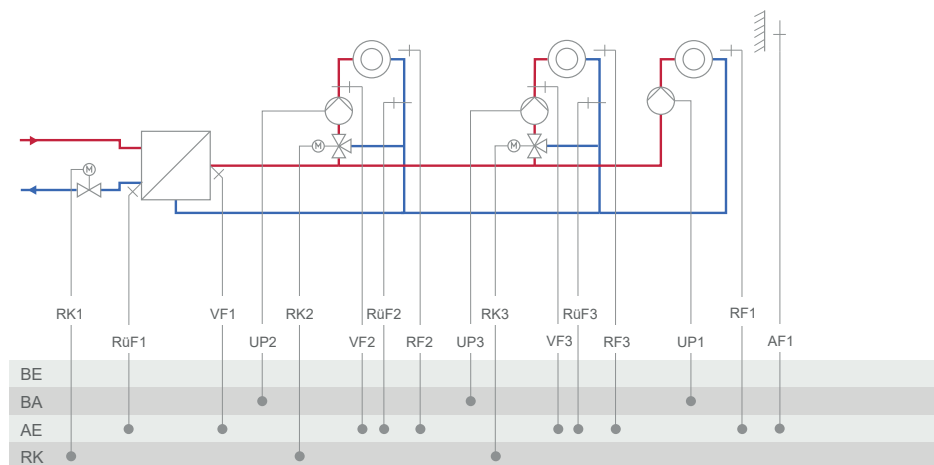 M
M
M
RK1
VF1
RK2
RüF2
RK3
RüF3
RF1
RüF1
UP2
VF2
RF2
UP3
VF3
RF3
UP1
AF1
BE
BA
AE
RK